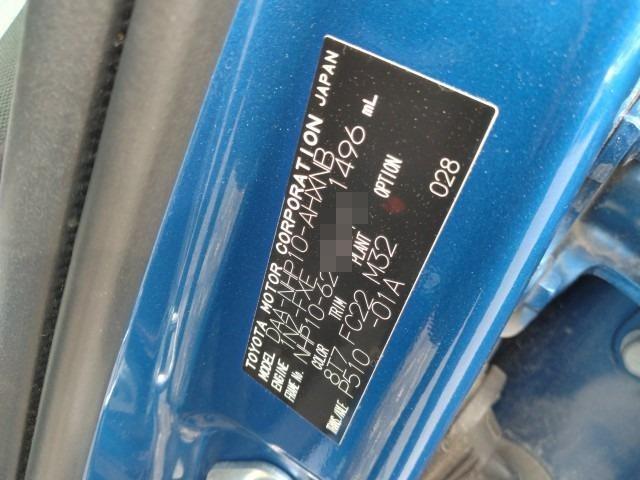 TOYOTA MOTOR CORPORATION JAPAN
MODEL DAA-NHP10-AHXNB
ENGINE 1NZ-FXE 1496 mL
FRAME No. NHP10-62
COLOR TRIM PLANT OPTION
8T7 FC22 M32
TRANS./AXLE P510 -01A
028